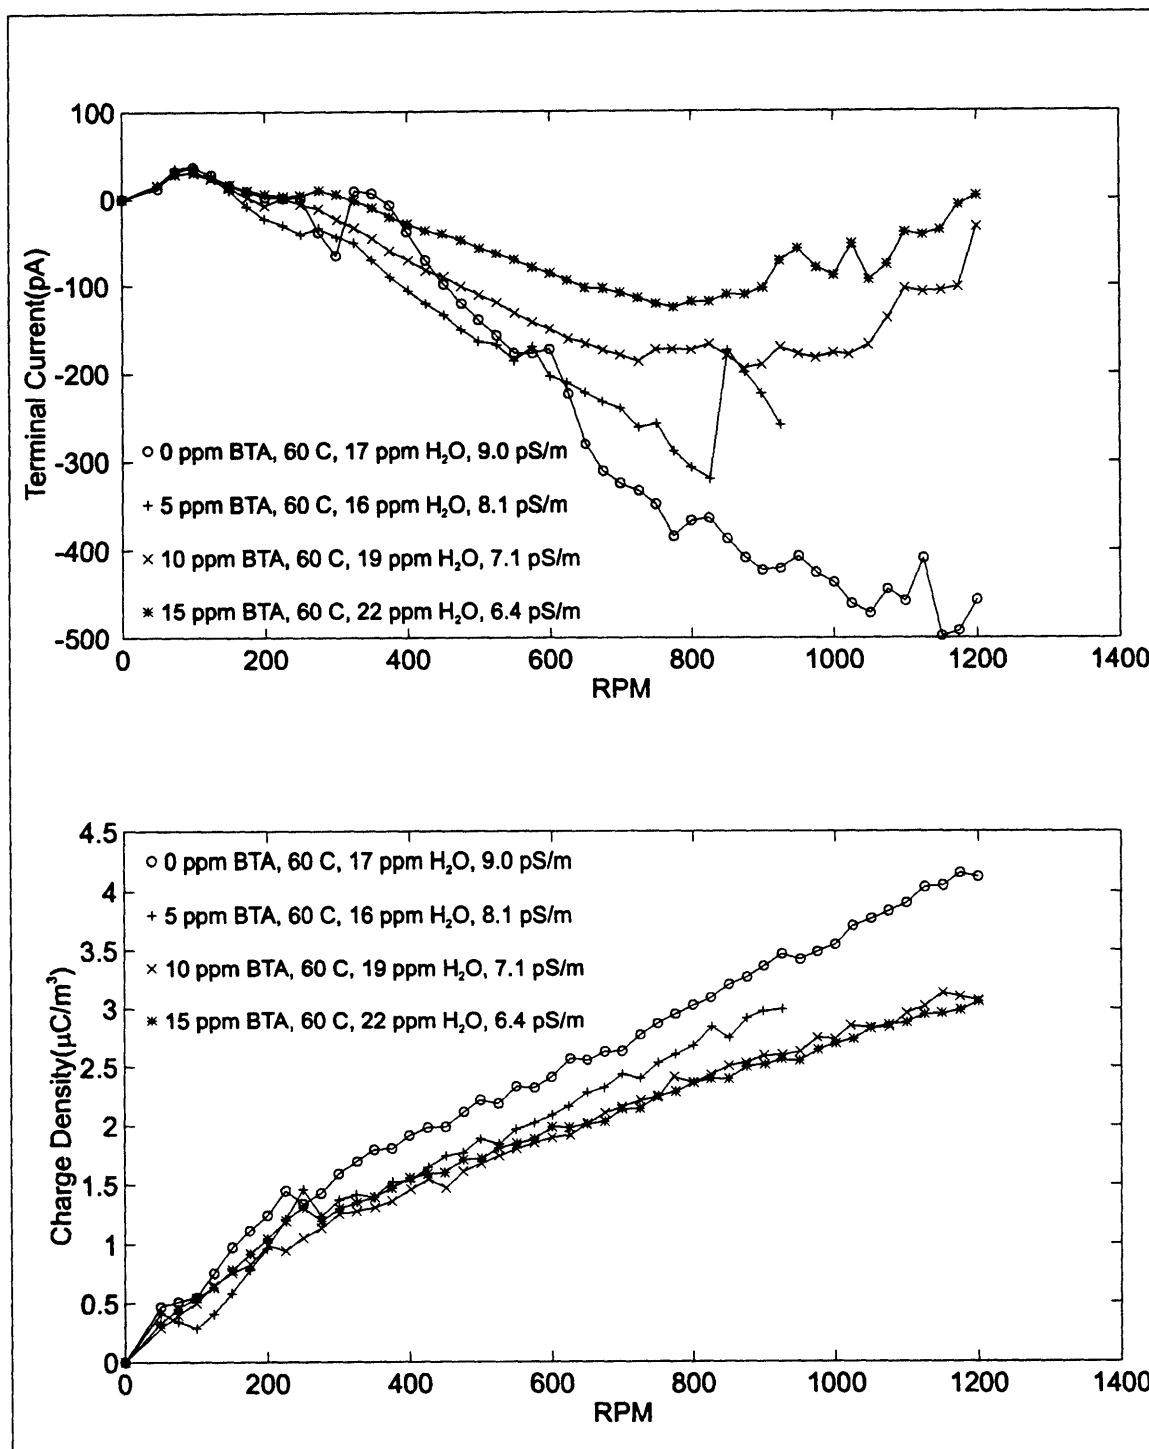 100
0
-100
-200
-300
-400
-500
Terminal Current(pA)
0 ppm BTA, 60 C, 17 ppm H₂O, 9.0 pS/m
5 ppm BTA, 60 C, 16 ppm H₂O, 8.1 pS/m
10 ppm BTA, 60 C, 19 ppm H₂O, 7.1 pS/m
15 ppm BTA, 60 C, 22 ppm H₂O, 6.4 pS/m
0 200 400 600 800 1000 1200 1400
RPM
4.5
4
3.5
3
2.5
2
1.5
1
0.5
0
Charge Density(μC/m³)
0 ppm BTA, 60 C, 17 ppm H₂O, 9.0 pS/m
5 ppm BTA, 60 C, 16 ppm H₂O, 8.1 pS/m
10 ppm BTA, 60 C, 19 ppm H₂O, 7.1 pS/m
15 ppm BTA, 60 C, 22 ppm H₂O, 6.4 pS/m
0 200 400 600 800 1000 1200 1400
RPM